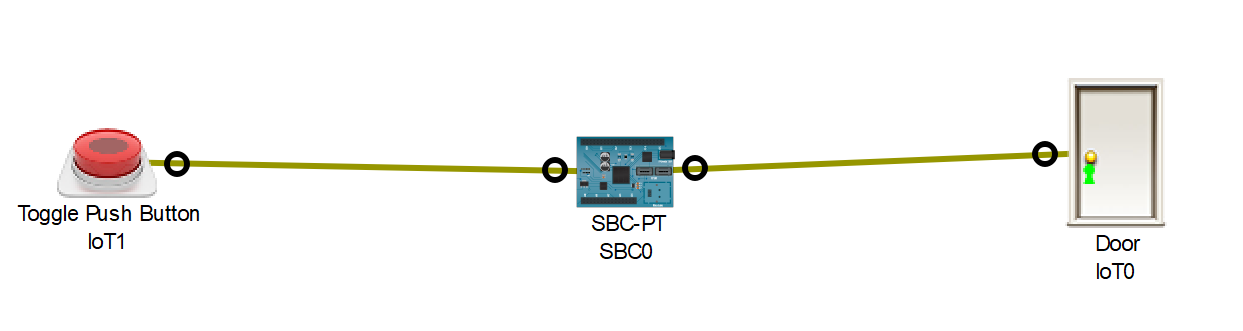 Toggle Push Button
IoT1
SBC-PT
SBC0
Door
IoT0